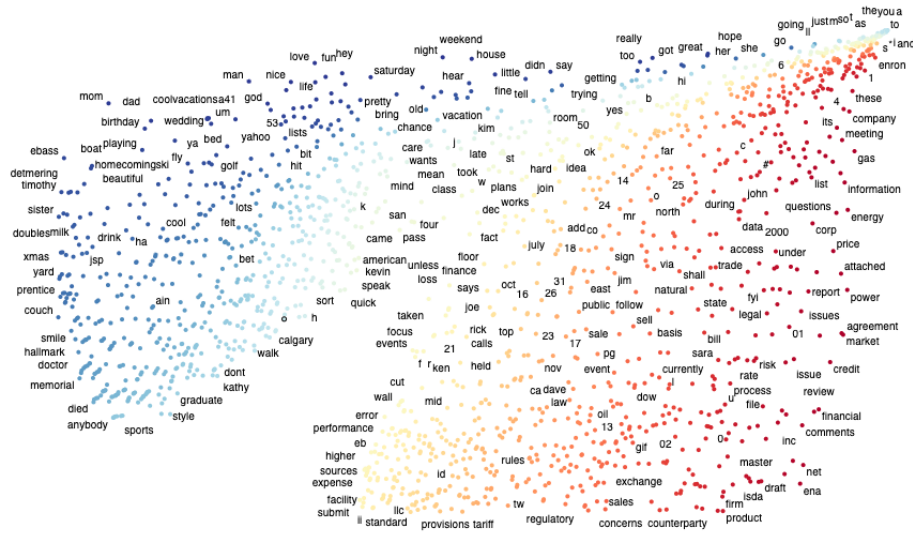 going ll just m so t as the you a to
really hope go s - i and
weekend too got great her she enron
love fun hey night house
little didn say getting hi 6 1
man nice life saturday hear fine tell trying b 4 these
mom dad coolvacationsa41 god pretty old yes company
birthday wedding um 53 bring vacation room 50 its meeting
playing ya bed yahoo lists chance j kim c
ebass boat fly bit care late st ok far # gas
homecomingski golf hit wants took hard idea
detmering beautiful mean w plans join 14 25 john list information
timothy mind class works 24 o
sister lots k san dec mr north during questions energy
doublesmilk cool felt four add co data 2000 corp
drink ha came pass fact july 18 access under price
xmas jsp bet american floor sign via trade attached
yard kevin unless finance 31 east jim shall
prentice ain speak loss says oct 16 26 natural fyi report power
couch sort quick joe public follow state
o h taken sell legal issues
smile calgary focus rick top 23 sale basis bill 01 agreement
hallmark walk events 21 calls 17 pg sara market
doctor dont f r ken held nov event currently risk credit
memorial kathy cut ca dave l rate issue
graduate wall mid law dow u process review
died style error oil file financial
anybody sports performance 13 comments
eb gif 02 0 inc
higher rules master
sources id exchange net
expense draft ena
facility llc tw sales firm isda
submit ll standard provisions tariff regulatory concerns counterparty product